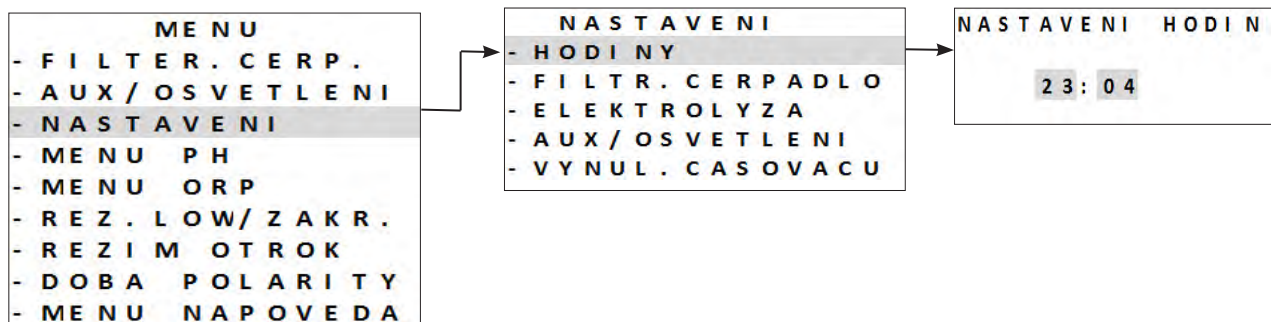 MENU
- FILTER. CERP.
- AUX/OSVETLENI
- NASTAVENI
- MENU PH
- MENU ORP
- REZ.LOW/ZAKR.
- REZIM OTROK
- DOBA POLARITY
- MENU NAPOVEDA
NASTAVENI
- HODINY
- FILTR. CERPADLO
- ELEKTROLYZA
- AUX/OSVETLENI
- VYNUL. CASOVACU
NASTAVENI HODIN
23:04